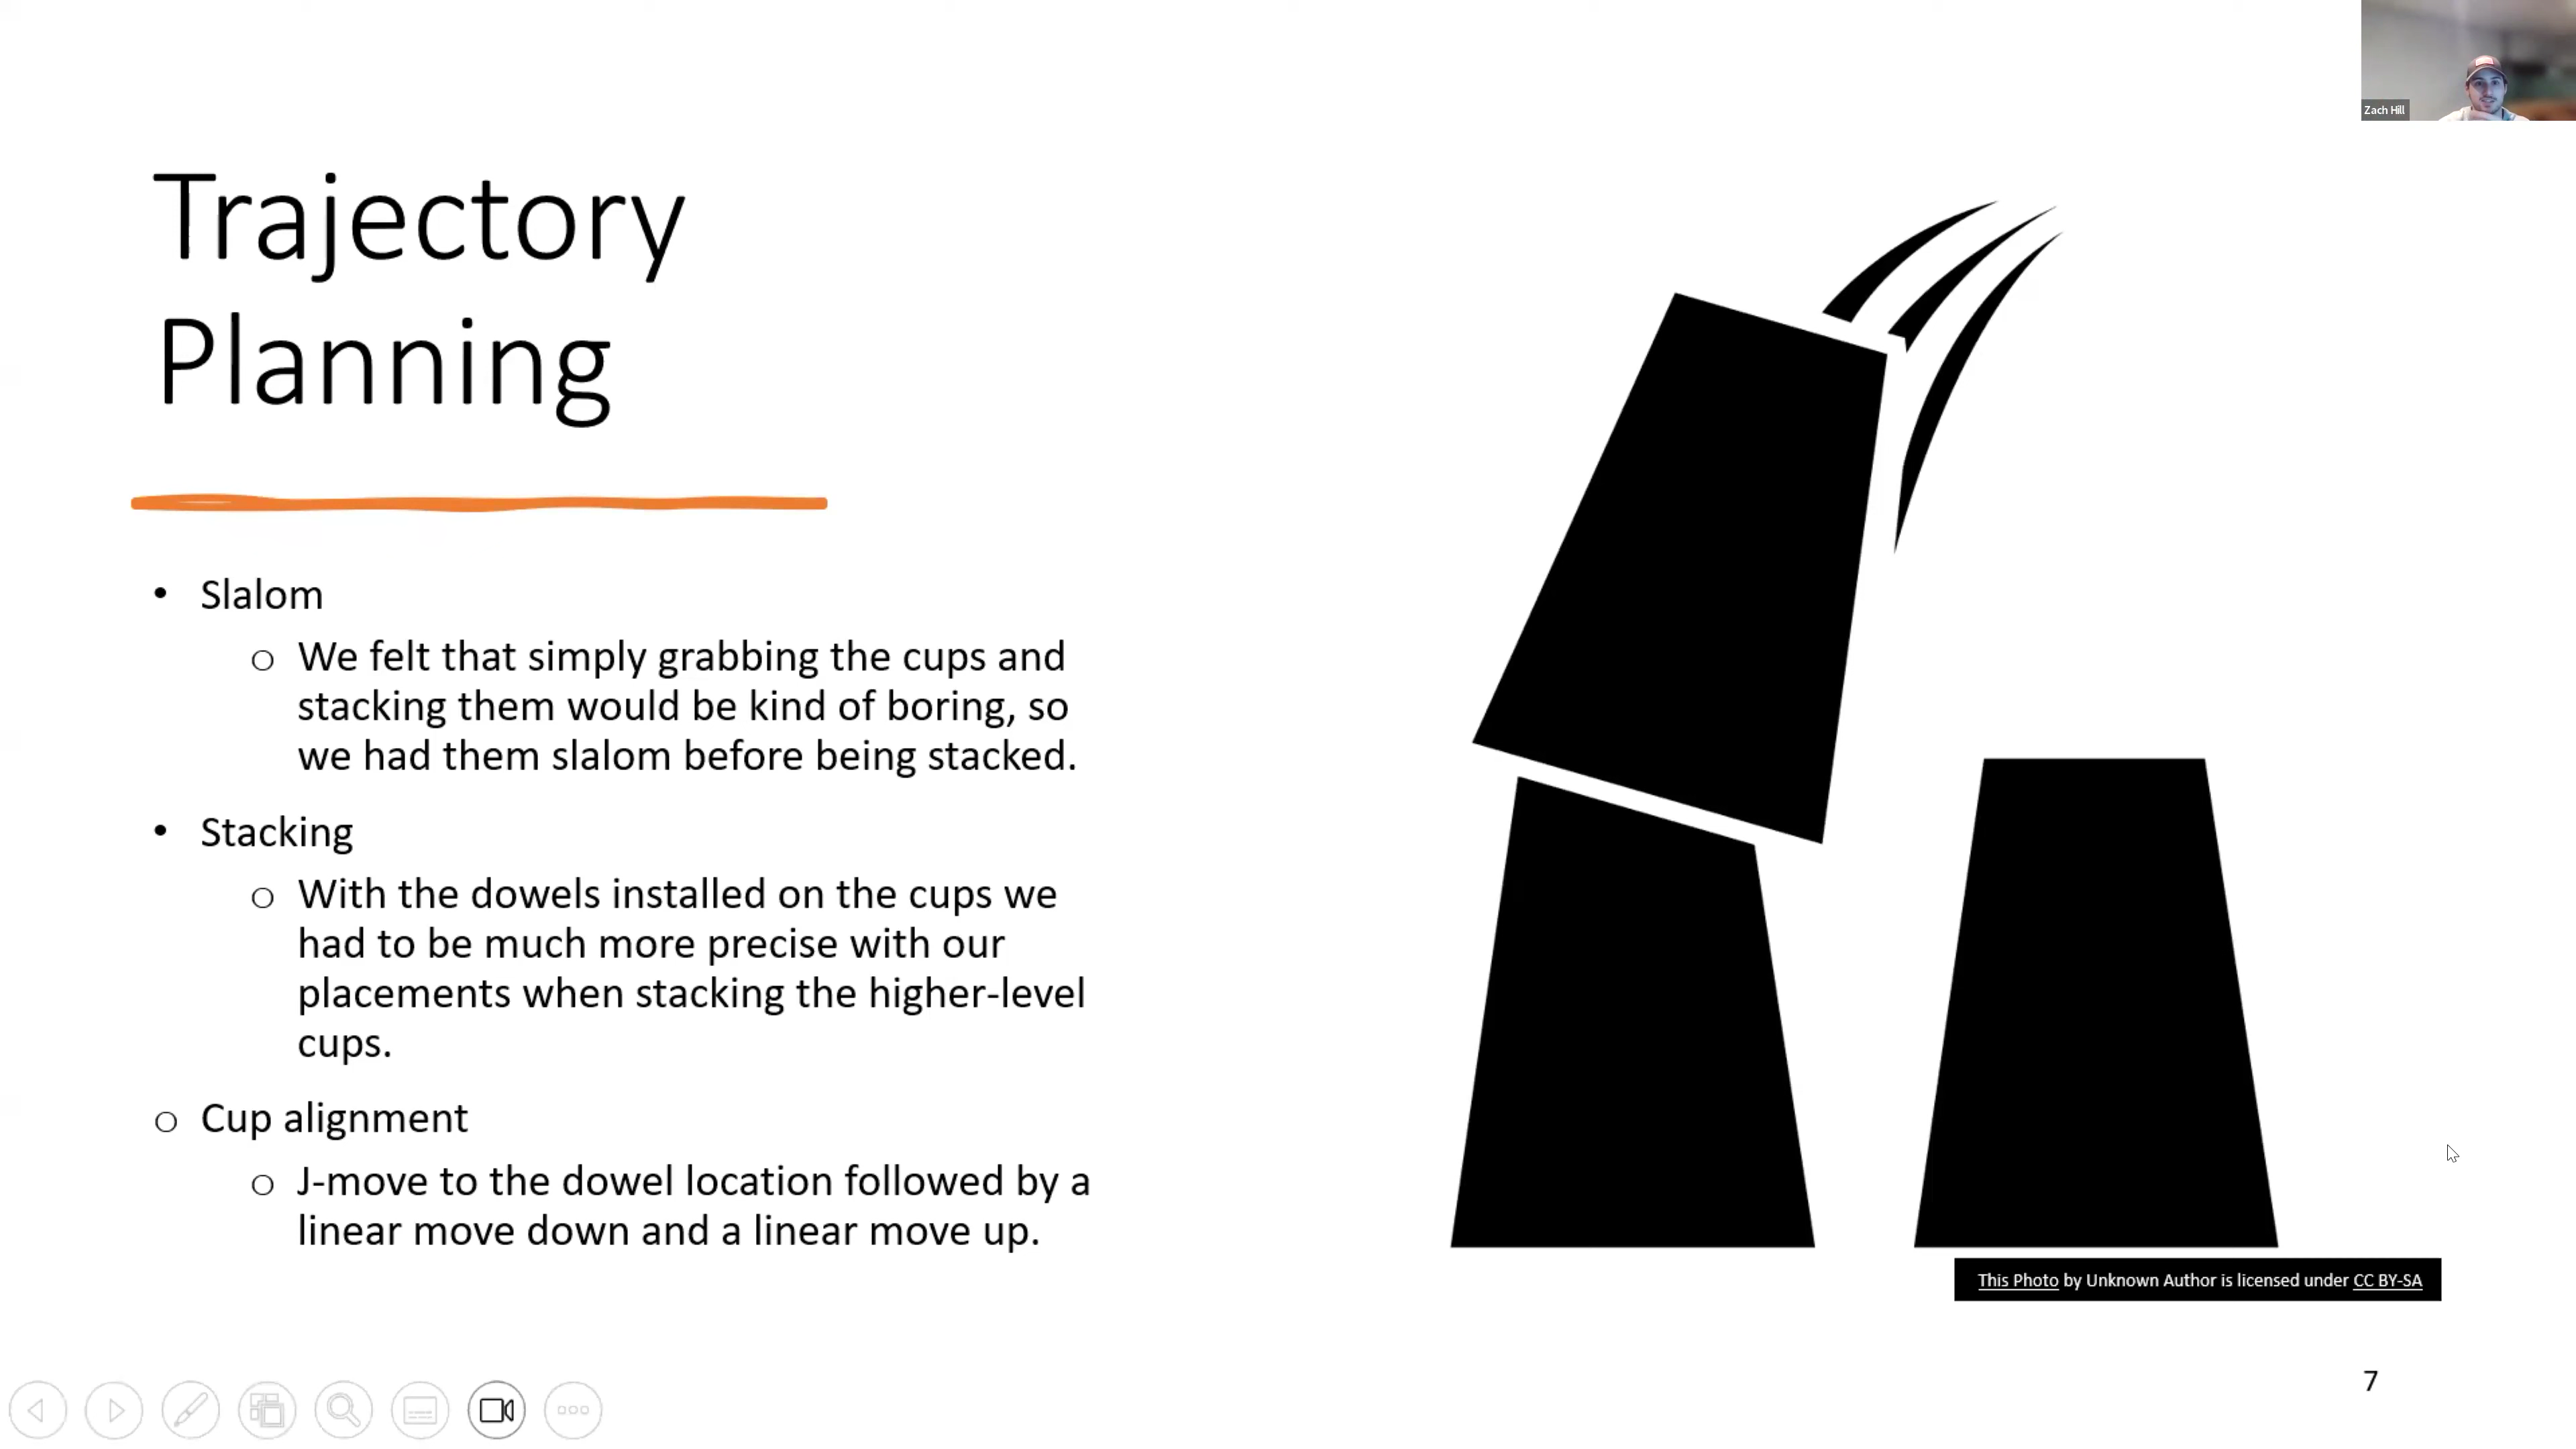 Zach Hill
Trajectory
Planning
• Slalom
o We felt that simply grabbing the cups and
stacking them would be kind of boring, so
we had them slalom before being stacked.
• Stacking
o With the dowels installed on the cups we
had to be much more precise with our
placements when stacking the higher-level
cups.
o Cup alignment
o J-move to the dowel location followed by a
linear move down and a linear move up.
This Photo by Unknown Author is licensed under CC BY-SA
7